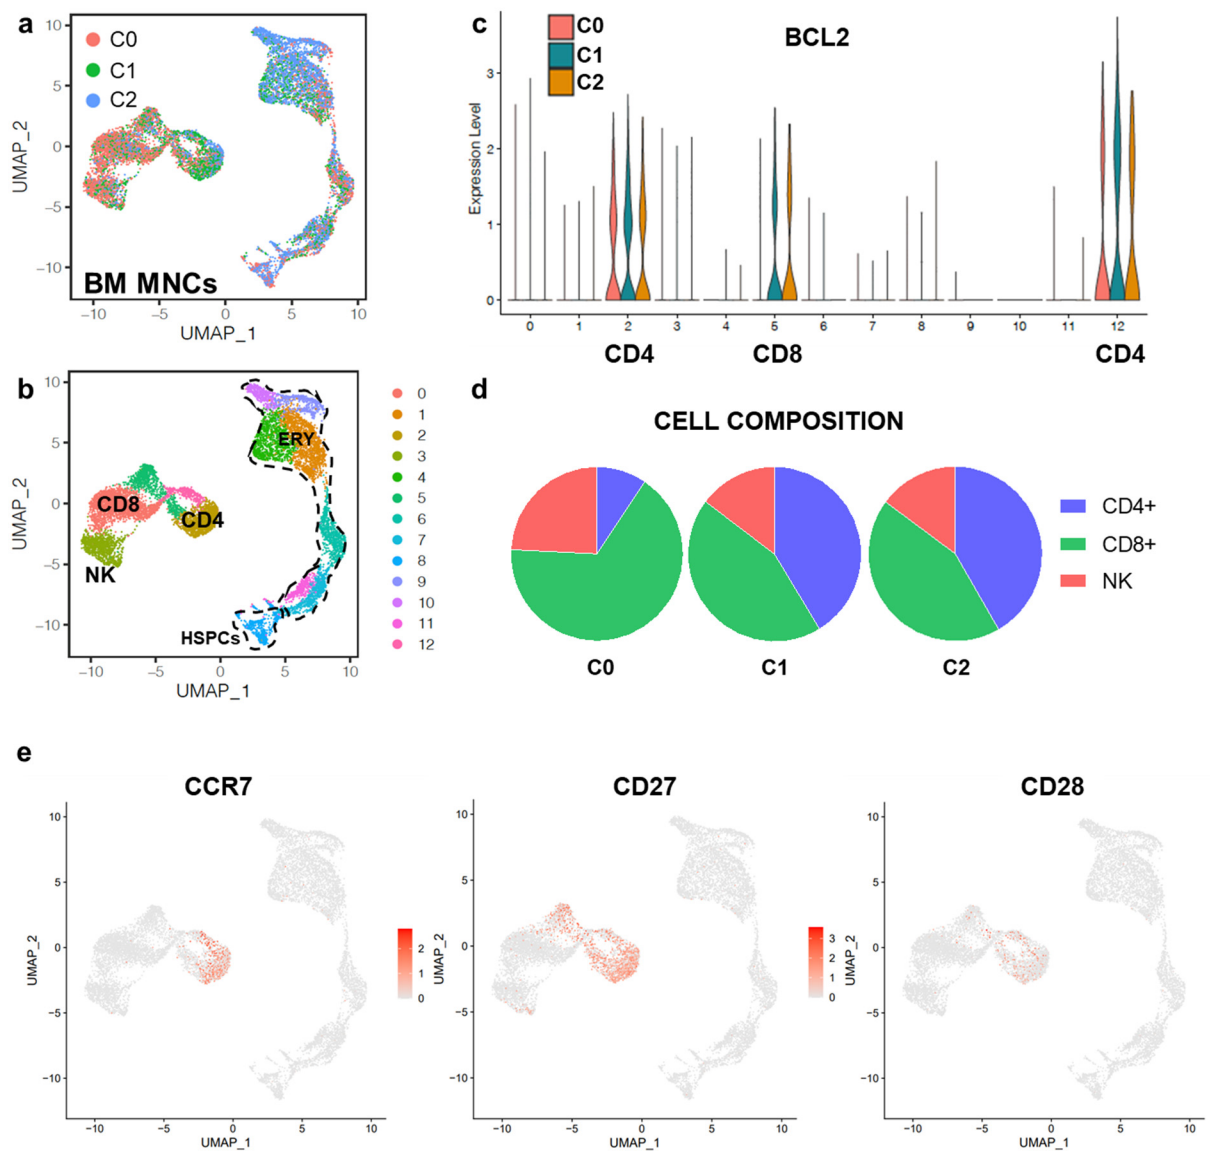 a
C0
C1
C2
10
5
0
−5
−10
UMAP_2
BM MNCs
−10 −5 0 5 10
UMAP_1
c
C0
C1
C2
BCL2
Expression Level
3
2
1
0
0 1 2 3 4 5 6 7 8 9 10 11 12
CD4 CD8 CD4
b
10
5
0
−5
−10
UMAP_2
ERY
CD8
CD4
NK
HSPCs
−10 −5 0 5 10
UMAP_1
0
1
2
3
4
5
6
7
8
9
10
11
12
d
CELL COMPOSITION
CD4+
CD8+
NK
C0 C1 C2
e
CCR7
10
5
0
−5
−10
UMAP_2
−10 −5 0 5 10
UMAP_1
2
1
0
CD27
10
5
0
−5
−10
UMAP_2
−10 −5 0 5 10
UMAP_1
3
2
1
0
CD28
10
5
0
−5
−10
UMAP_2
−10 −5 0 5 10
UMAP_1